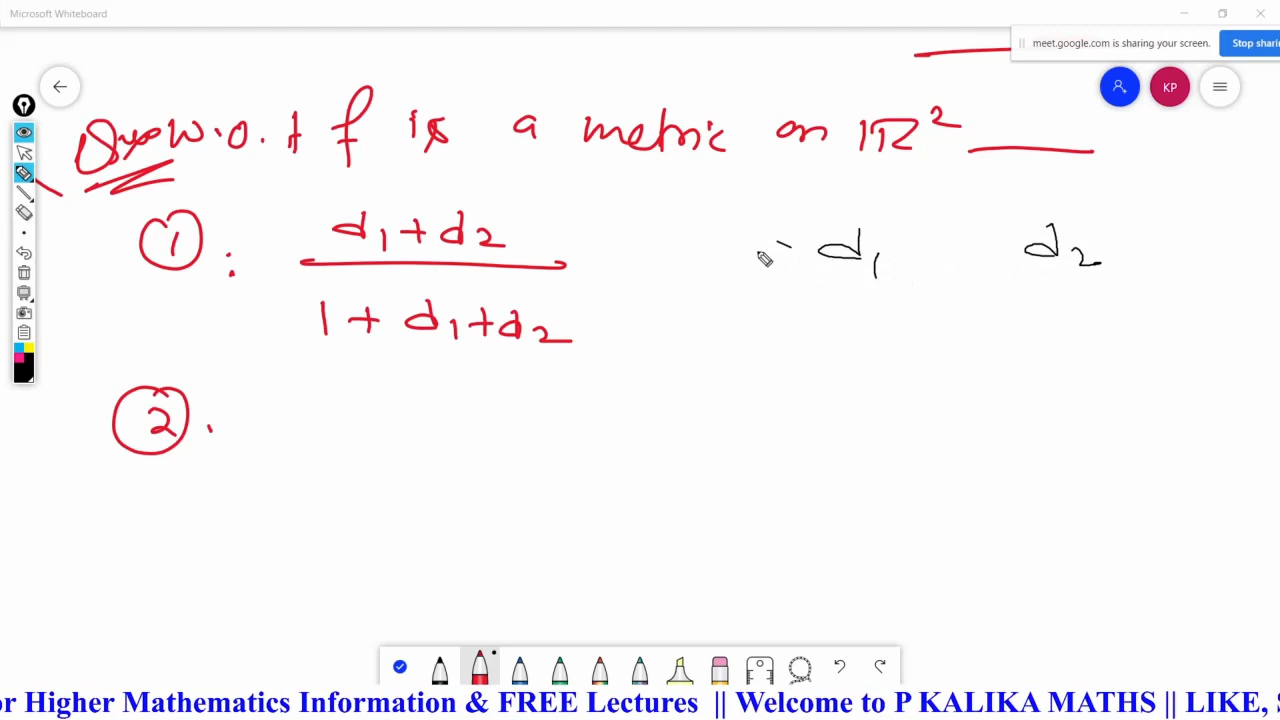 Microsoft Whiteboard
meet.google.com is sharing your screen. Stop
KP
W.O.t f is a metric on ℝ²
① : d₁+d₂
1 + d₁+d₂
d₁ d₂
② .
Higher Mathematics Information & FREE Lectures || Welcome to P KALIKA MATHS || LIKE,